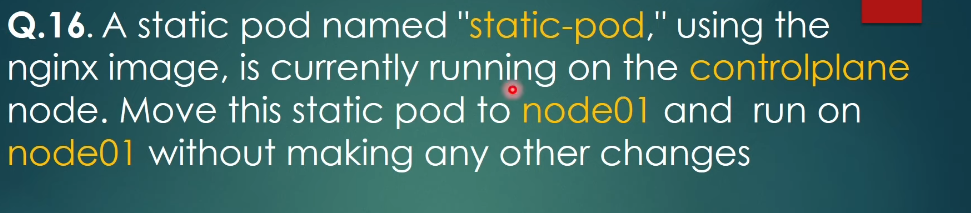 Q.16. A static pod named "static-pod," using the
nginx image, is currently running on the controlplane
node. Move this static pod to node01 and run on
node01 without making any other changes